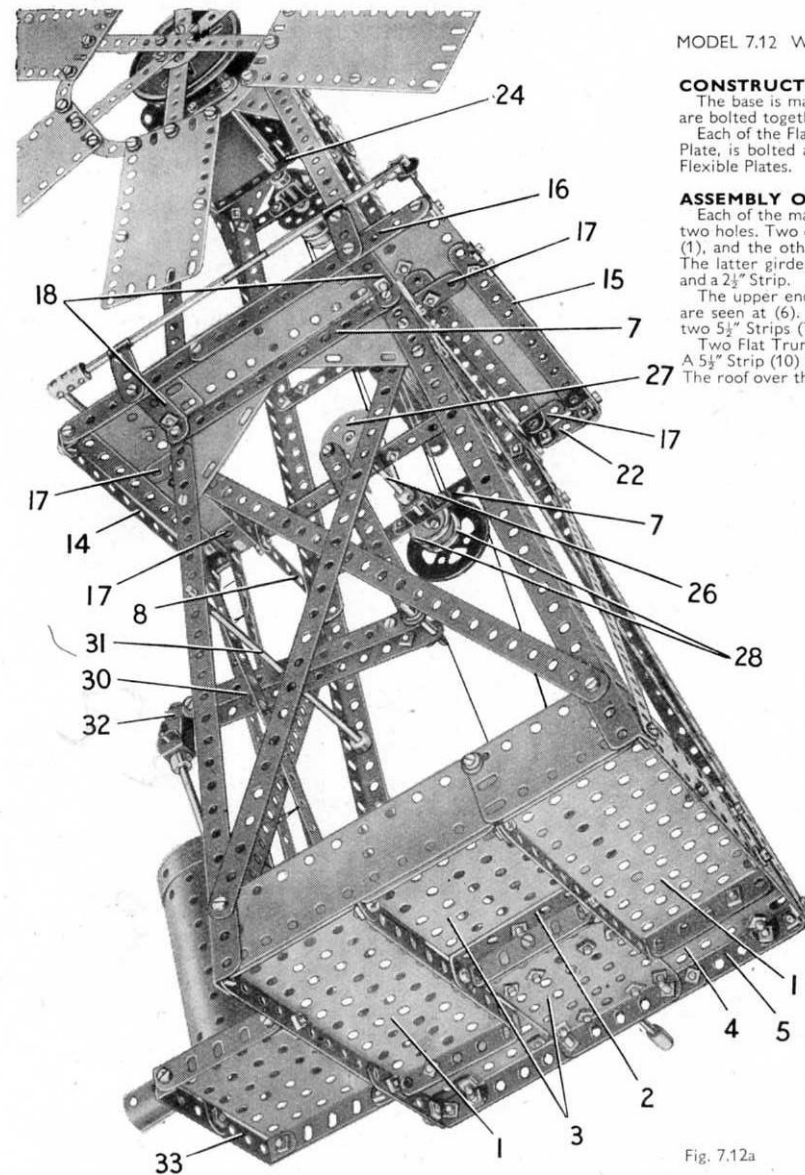 MODEL 7.12 W
CONSTRUCT
The base is ma
are bolted togeth
Each of the Fla
Plate, is bolted a
Flexible Plates.
ASSEMBLY O
Each of the ma
two holes. Two
(1), and the oth
The latter girde
and a 2½″ Strip.
The upper en
are seen at (6).
two 5½″ Strips (
Two Flat Trun
A 5½″ Strip (10)
The roof over th
24
16
17
15
18
7
27
17
22
17
7
14
17
8
26
31
28
30
32
1
4
5
2
3
1
33
Fig. 7.12a